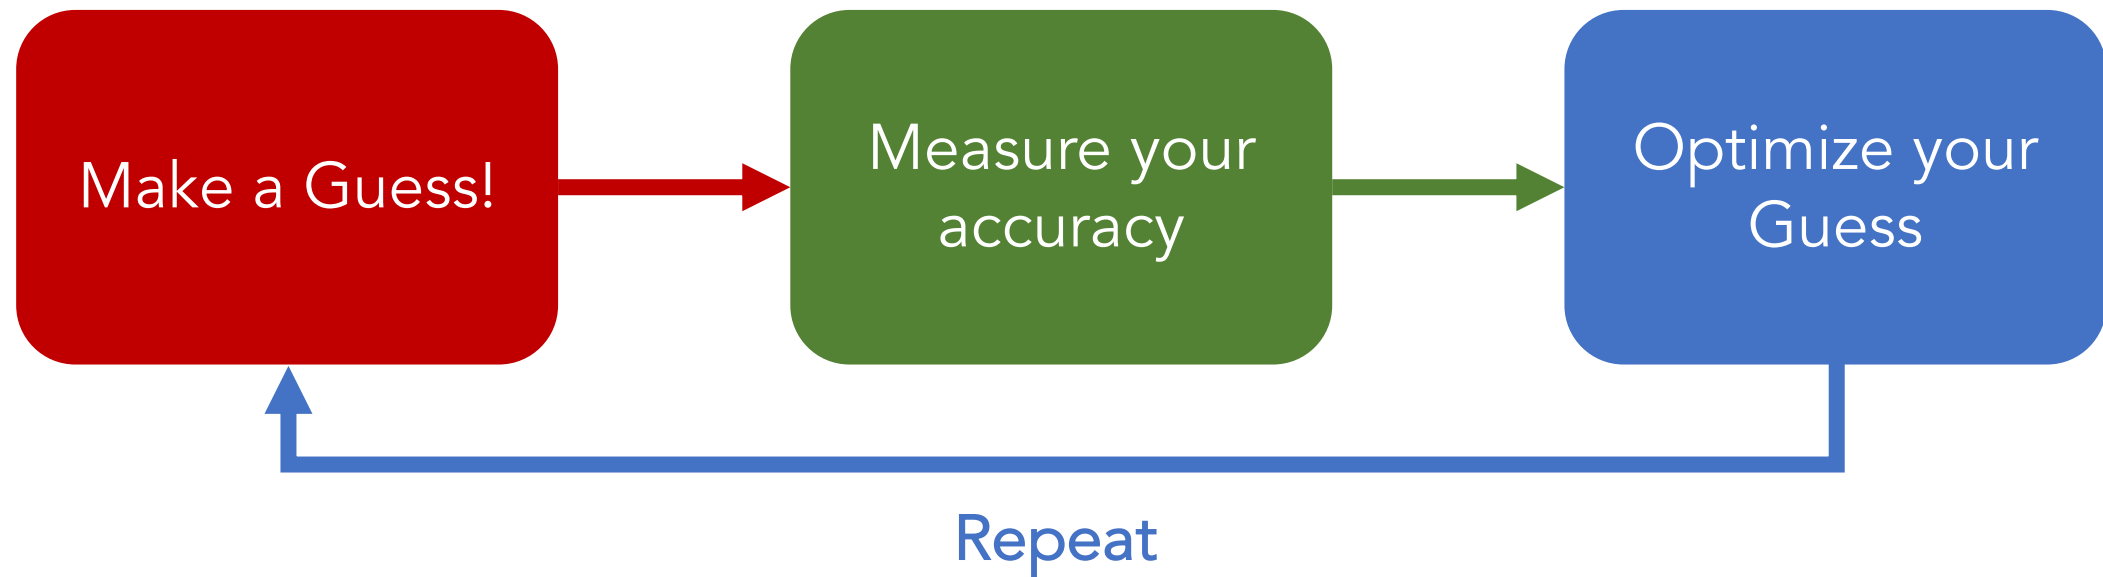 Make a Guess!
Measure your
accuracy
Optimize your
Guess
Repeat